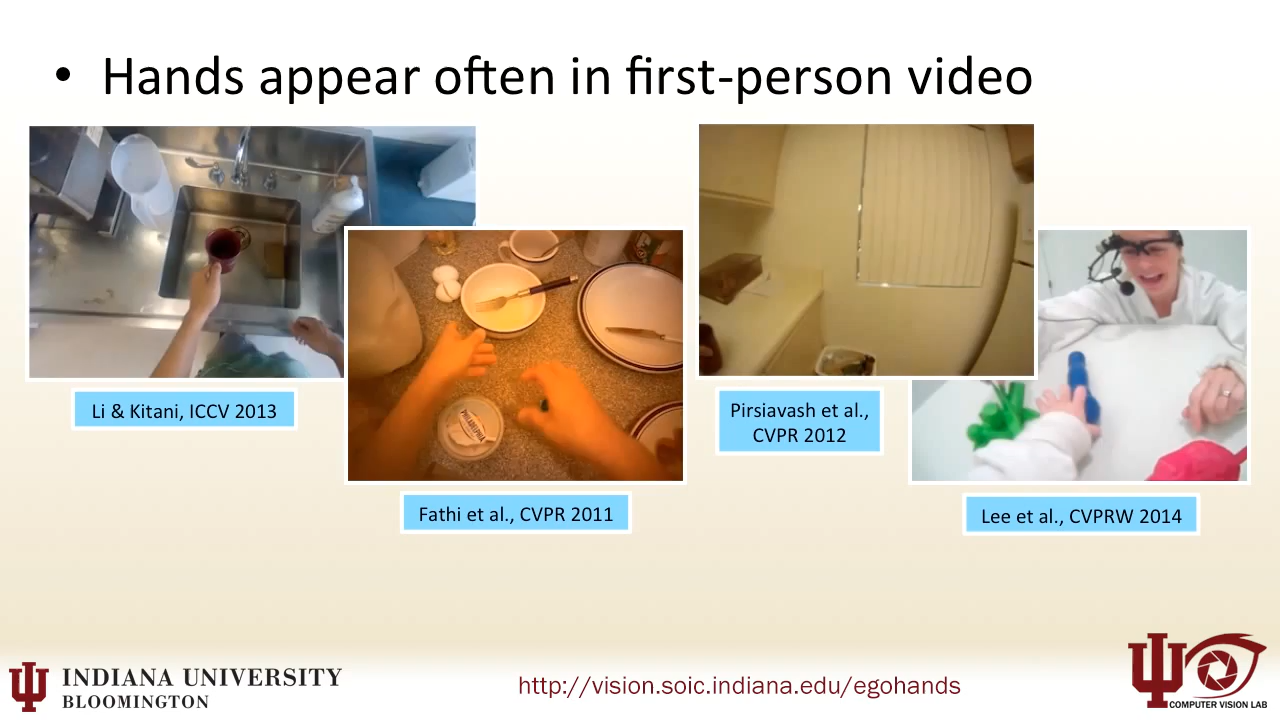 • Hands appear often in first-person video
Li & Kitani, ICCV 2013
Fathi et al., CVPR 2011
PHILADELPHIA
Pirsiavash et al.,
CVPR 2012
Lee et al., CVPRW 2014
INDIANA UNIVERSITY
BLOOMINGTON
http://vision.soic.indiana.edu/egohands
COMPUTER VISION LAB